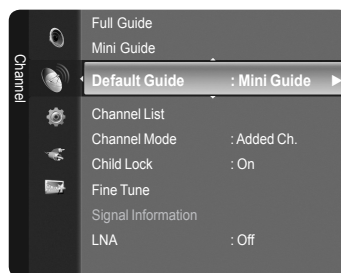 Channel
Full Guide
Mini Guide
Default Guide : Mini Guide ►
Channel List
Channel Mode : Added Ch.
Child Lock : On
Fine Tune
Signal Information
LNA : Off